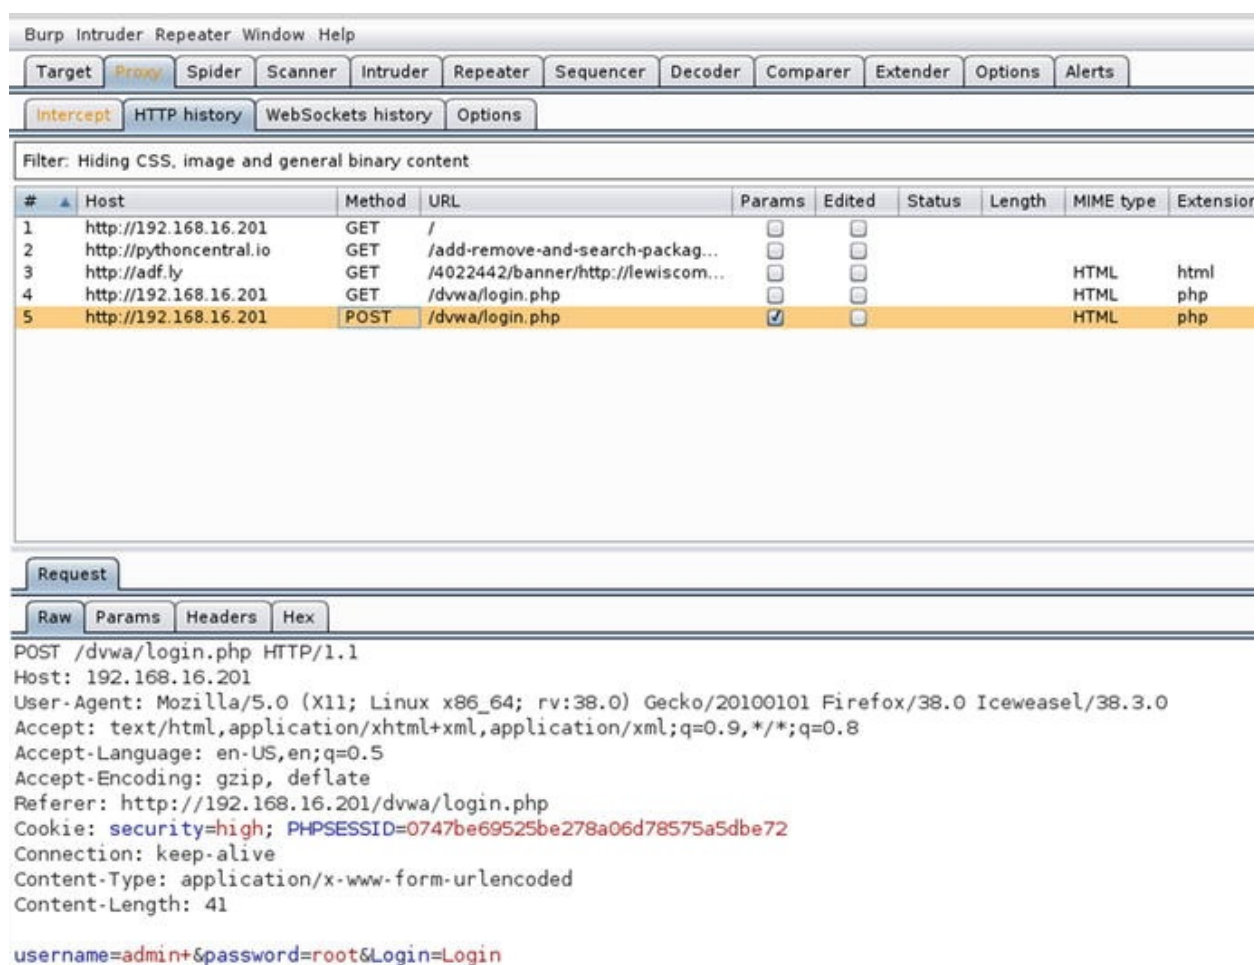 Burp Intruder Repeater Window Help
Target Proxy Spider Scanner Intruder Repeater Sequencer Decoder Comparer Extender Options Alerts
Intercept HTTP history WebSockets history Options
Filter: Hiding CSS, image and general binary content
# Host Method URL Params Edited Status Length MIME type Extension
1 http://192.168.16.201 GET /
2 http://pythoncentral.io GET /add-remove-and-search-packag...
3 http://adf.ly GET /4022442/banner/http://lewiscom... HTML html
4 http://192.168.16.201 GET /dvwa/login.php HTML php
5 http://192.168.16.201 POST /dvwa/login.php HTML php
Request
Raw Params Headers Hex
POST /dvwa/login.php HTTP/1.1
Host: 192.168.16.201
User-Agent: Mozilla/5.0 (X11; Linux x86_64; rv:38.0) Gecko/20100101 Firefox/38.0 Iceweasel/38.3.0
Accept: text/html,application/xhtml+xml,application/xml;q=0.9,*/*;q=0.8
Accept-Language: en-US,en;q=0.5
Accept-Encoding: gzip, deflate
Referer: http://192.168.16.201/dvwa/login.php
Cookie: security=high; PHPSESSID=0747be69525be278a06d78575a5dbe72
Connection: keep-alive
Content-Type: application/x-www-form-urlencoded
Content-Length: 41
username=admin+&password=root&Login=Login